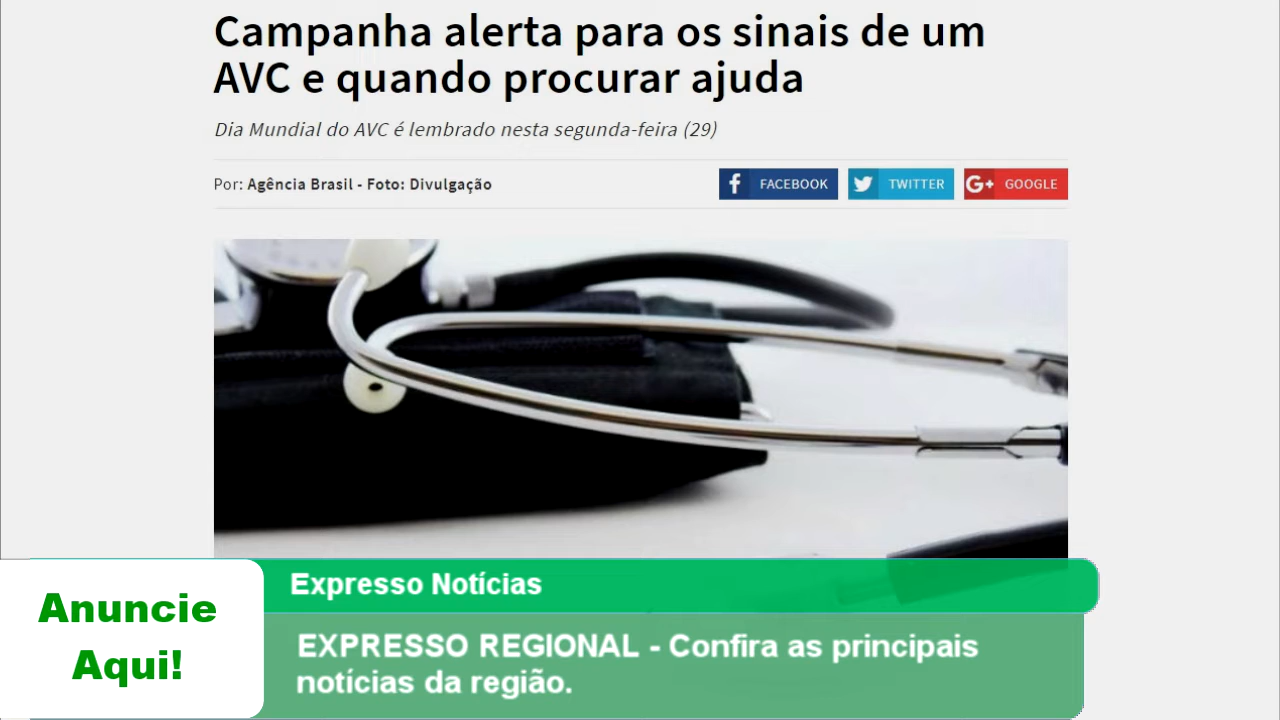 Campanha alerta para os sinais de um
AVC e quando procurar ajuda
Dia Mundial do AVC é lembrado nesta segunda-feira (29)
Por: Agência Brasil - Foto: Divulgação
FACEBOOK
TWITTER
GOOGLE
Anuncie
Aqui!
Expresso Notícias
EXPRESSO REGIONAL - Confira as principais
notícias da região.